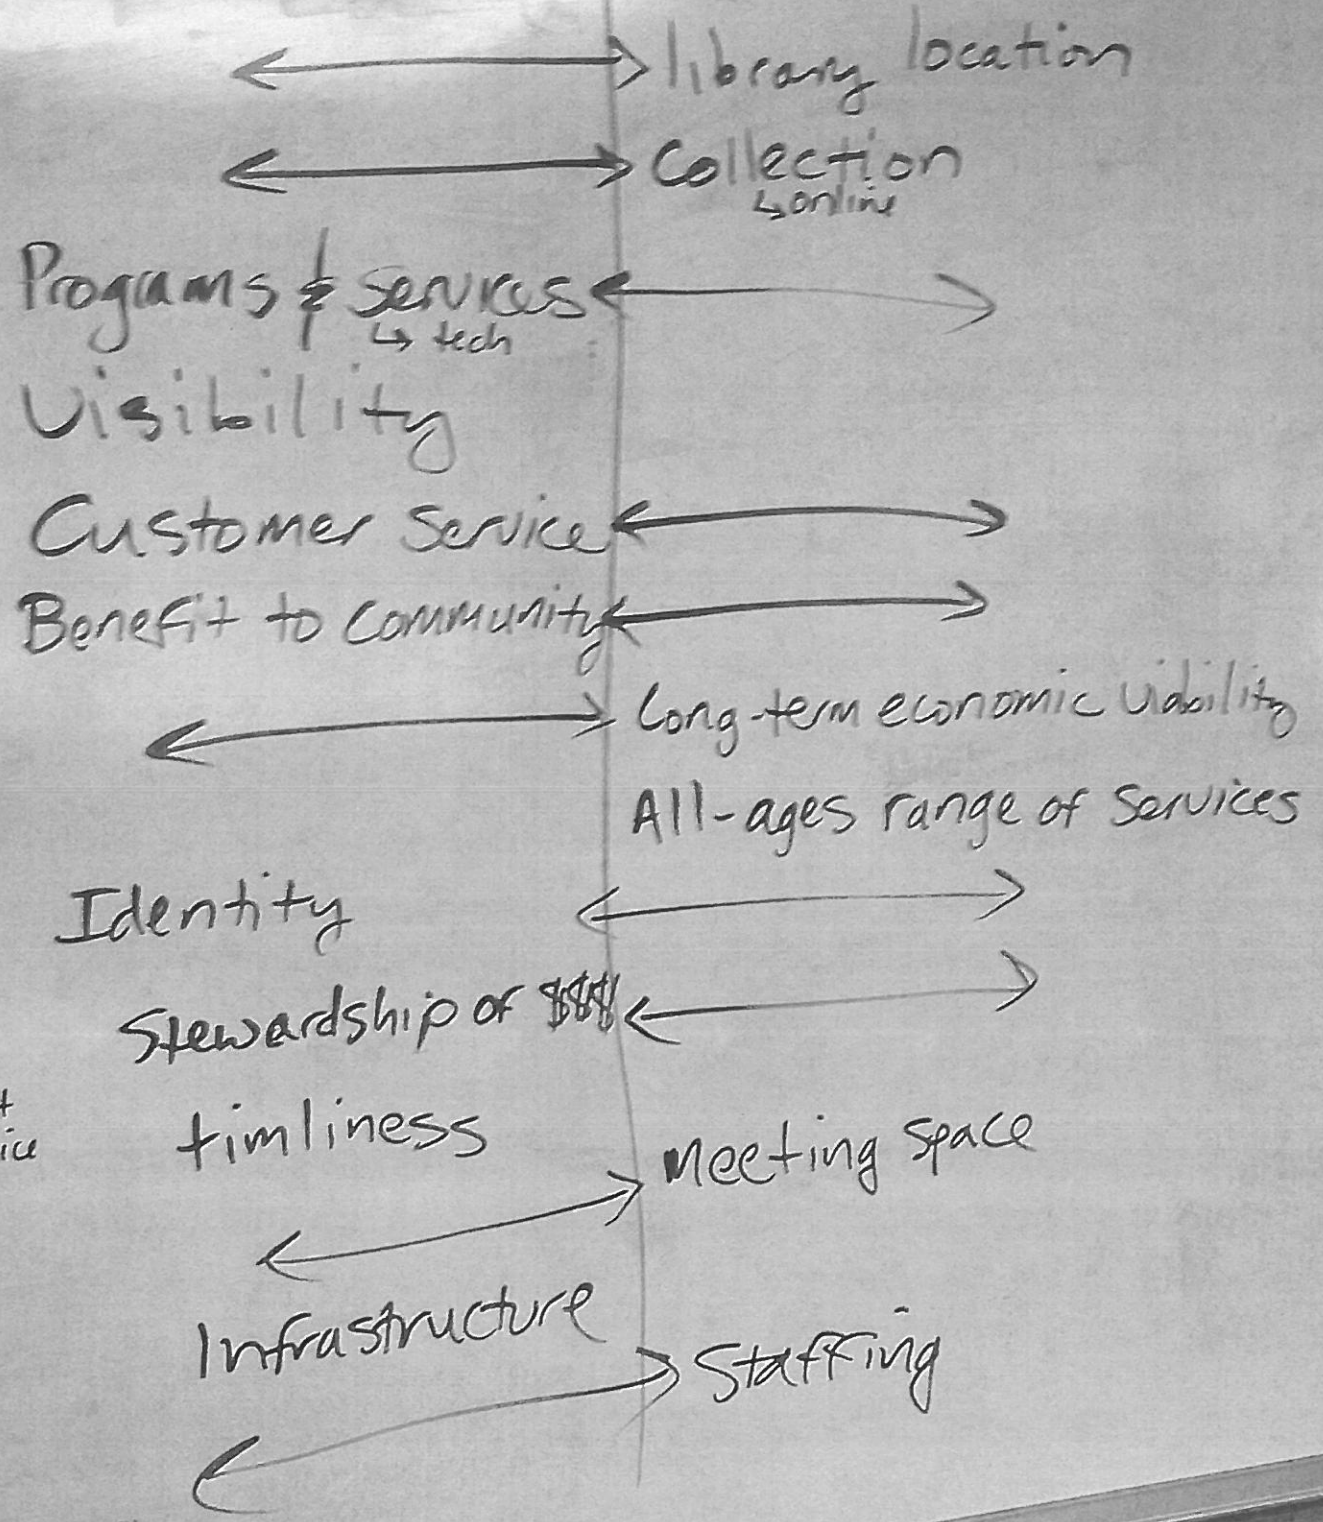 library location
Collection
↳ online
Programs & services
↳ tech
Visibility
Customer Service
Benefit to community
Long-term economic viability
All-ages range of services
Identity
Stewardship of $$$
timliness
Meeting space
Infrastructure
Staffing